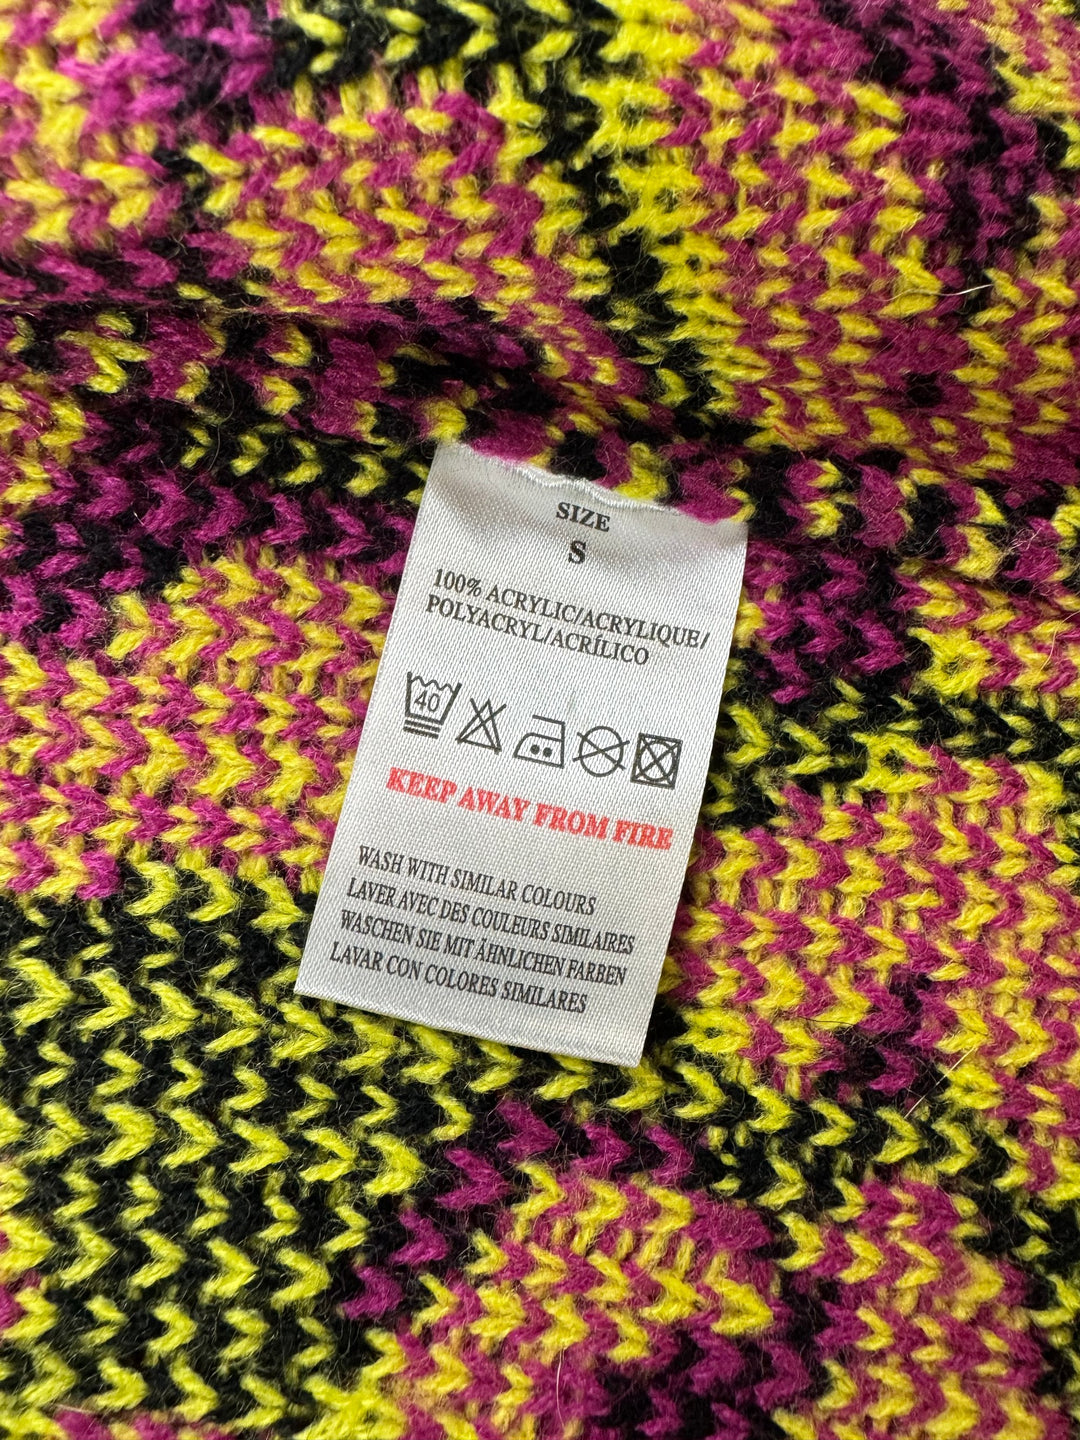 SIZE
S
100% ACRYLIC/ACRYLIQUE/
POLYACRYL/ACRÍLICO
40
KEEP AWAY FROM FIRE
WASH WITH SIMILAR COLOURS
LAVER AVEC DES COULEURS SIMILAIRES
WASCHEN SIE MIT ÄHNLICHEN FARBEN
LAVAR CON COLORES SIMILARES